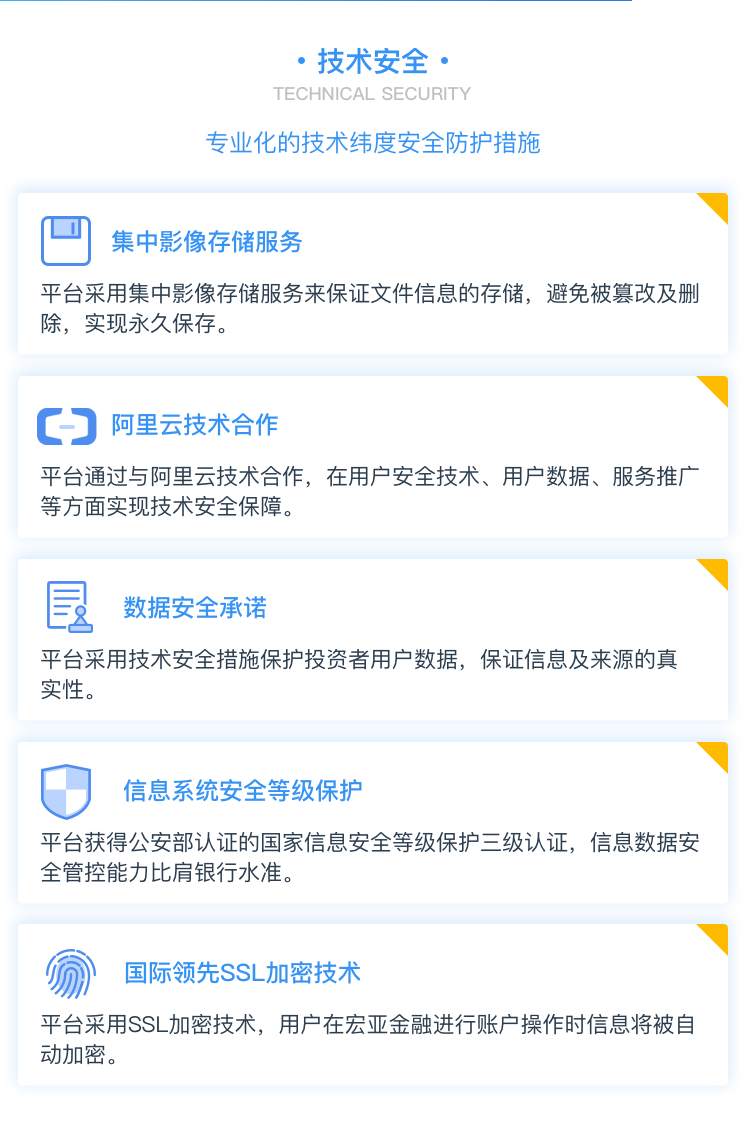 · 技术安全 ·
TECHNICAL SECURITY
专业化的技术纬度安全防护措施
集中影像存储服务
平台采用集中影像存储服务来保证文件信息的存储，避免被篡改及删
除，实现永久保存。
阿里云技术合作
平台通过与阿里云技术合作，在用户安全技术、用户数据、服务推广
等方面实现技术安全保障。
数据安全承诺
平台采用技术安全措施保护投资者用户数据，保证信息及来源的真
实性。
信息系统安全等级保护
平台获得公安部认证的国家信息安全等级保护三级认证，信息数据安
全管控能力比肩银行水准。
国际领先SSL加密技术
平台采用SSL加密技术，用户在宏亚金融进行账户操作时信息将被自
动加密。